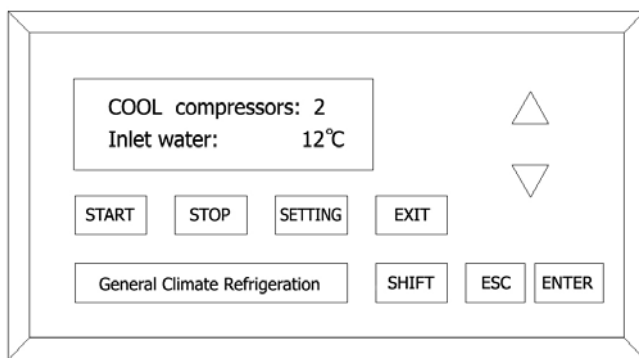 COOL compressors: 2
Inlet water: 12℃
START STOP SETTING EXIT
General Climate Refrigeration SHIFT ESC ENTER